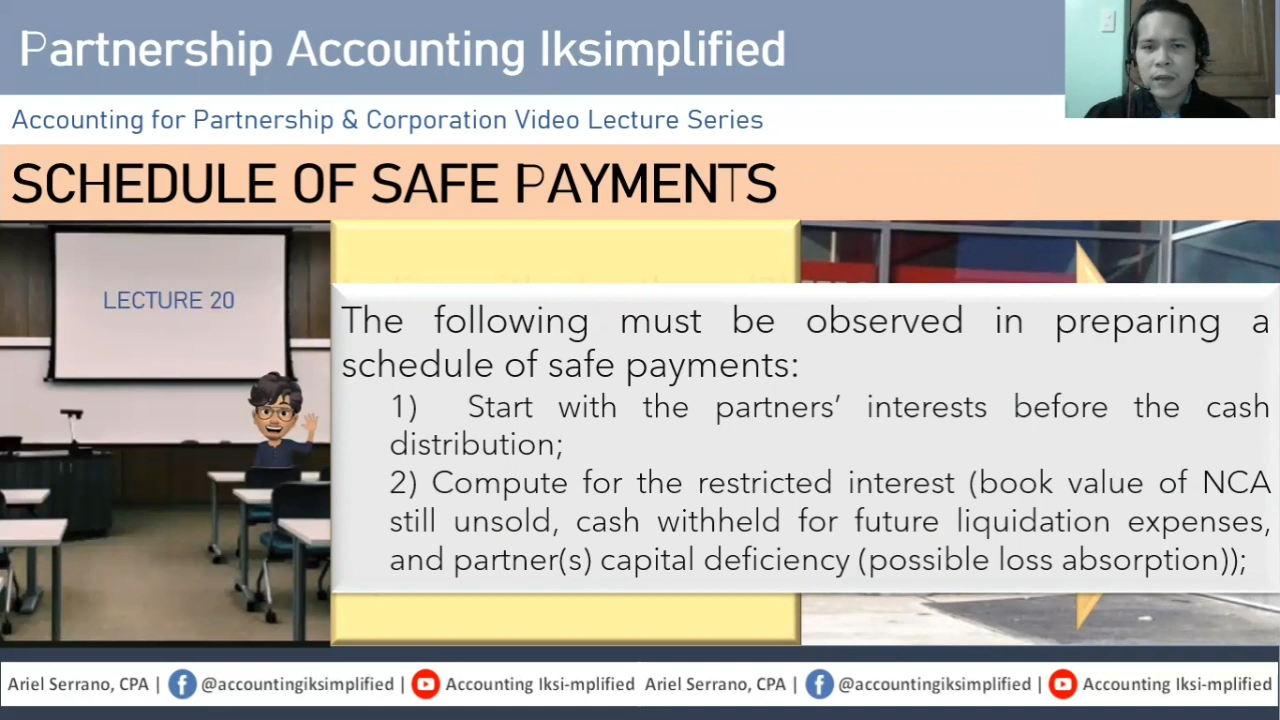 Partnership Accounting Iksimplified
Accounting for Partnership & Corporation Video Lecture Series
SCHEDULE OF SAFE PAYMENTS
LECTURE 20
The following must be observed in preparing a
schedule of safe payments:
1) Start with the partners’ interests before the cash
distribution;
2) Compute for the restricted interest (book value of NCA
still unsold, cash withheld for future liquidation expenses,
and partner(s) capital deficiency (possible loss absorption));
Ariel Serrano, CPA | @accountingiksimplified | Accounting Iksi-mplified Ariel Serrano, CPA | @accountingiksimplified | Accounting Iksi-mplified